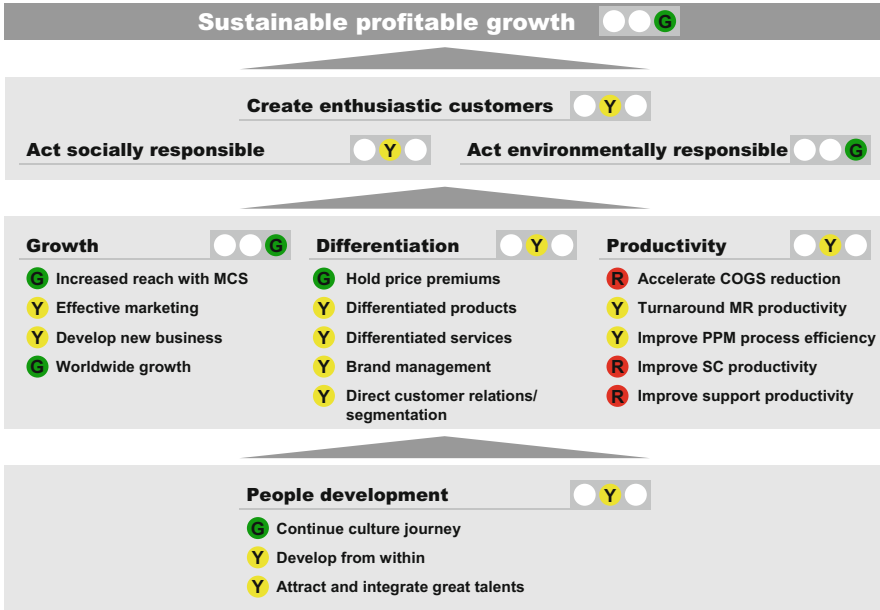 Sustainable profitable growth G
Create enthusiastic customers Y
Act socially responsible Y
Act environmentally responsible G
Growth G
G Increased reach with MCS
Y Effective marketing
Y Develop new business
G Worldwide growth
Differentiation Y
G Hold price premiums
Y Differentiated products
Y Differentiated services
Y Brand management
Y Direct customer relations/
segmentation
Productivity Y
R Accelerate COGS reduction
Y Turnaround MR productivity
Y Improve PPM process efficiency
R Improve SC productivity
R Improve support productivity
People development Y
G Continue culture journey
Y Develop from within
Y Attract and integrate great talents